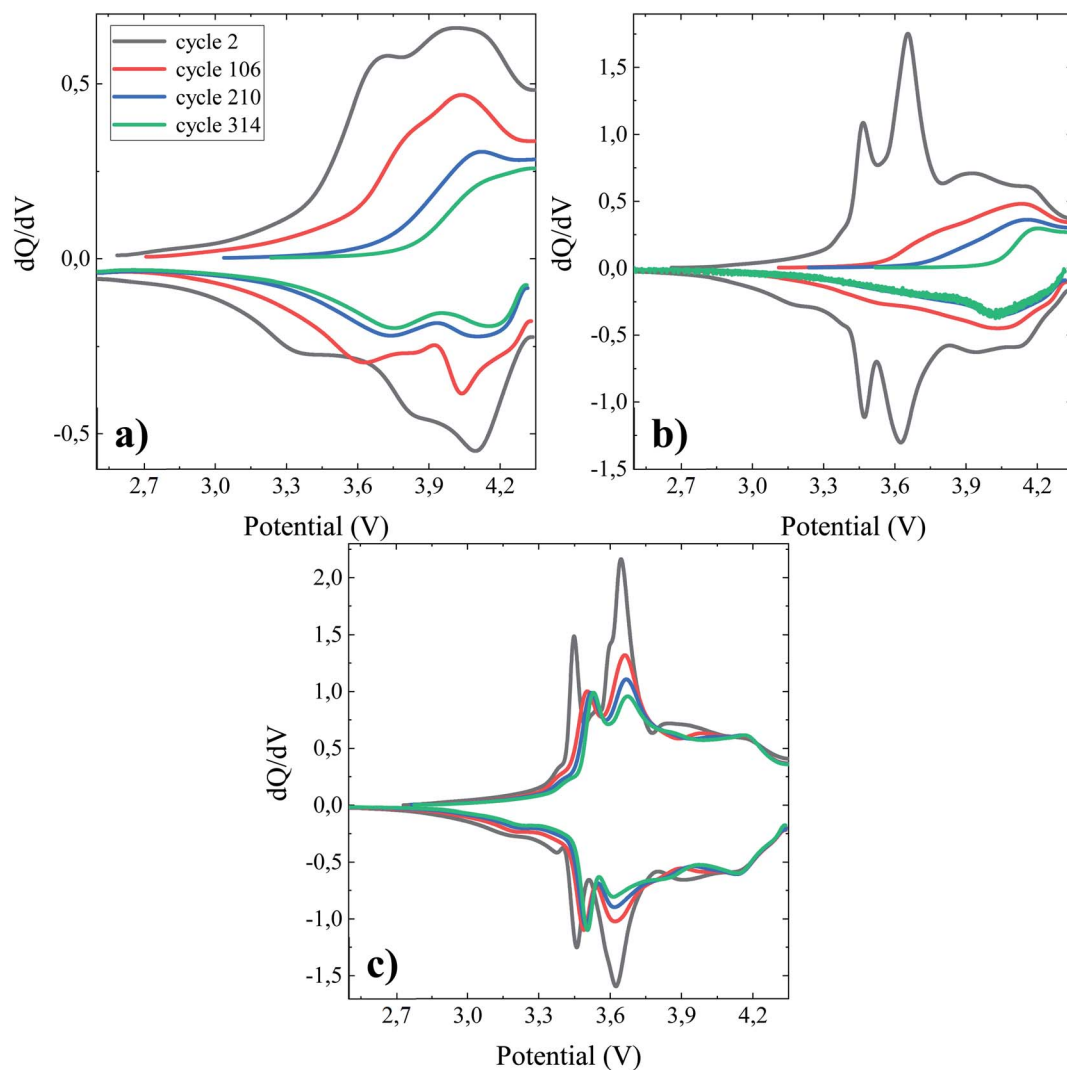 cycle 2
cycle 106
cycle 210
cycle 314
0,5
0,0
-0,5
dQ/dV
a)
2,7 3,0 3,3 3,6 3,9 4,2
Potential (V)
1,5
1,0
0,5
0,0
-0,5
-1,0
-1,5
dQ/dV
b)
3,0 3,3 3,6 3,9 4,2
Potential (V)
2,0
1,5
1,0
0,5
0,0
-0,5
-1,0
-1,5
dQ/dV
c)
2,7 3,0 3,3 3,6 3,9 4,2
Potential (V)